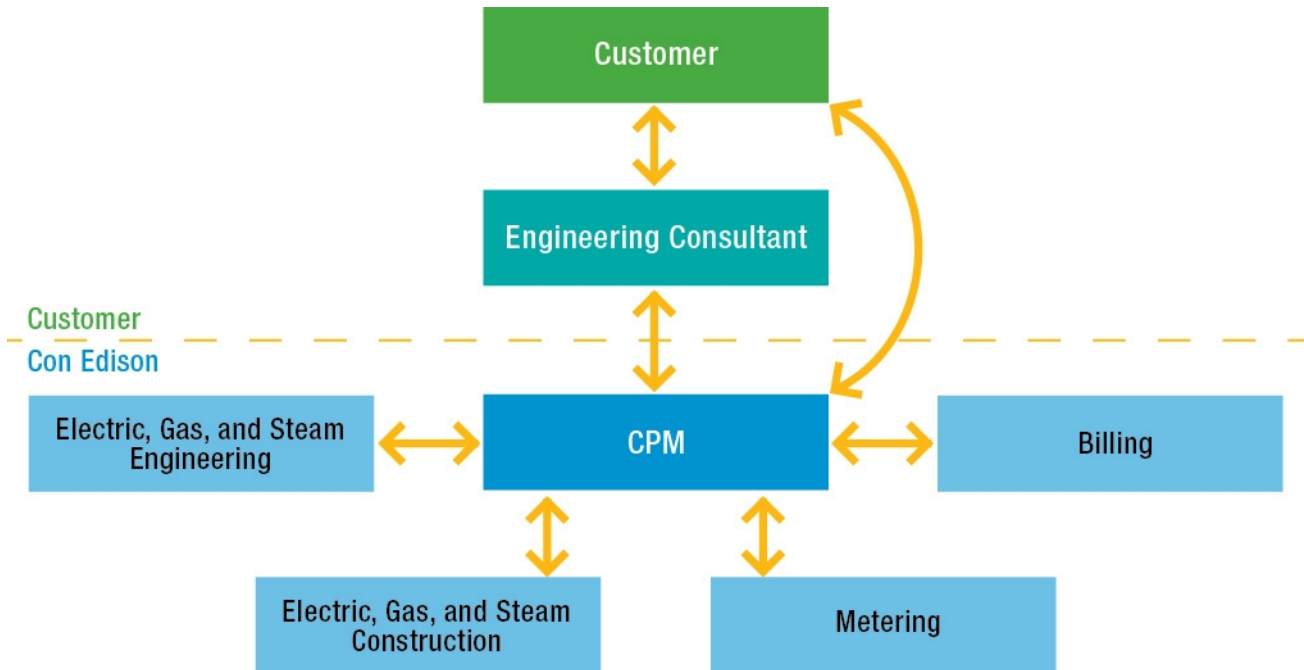 Customer
Engineering Consultant
Customer
Con Edison
Electric, Gas, and Steam
Engineering
CPM
Billing
Electric, Gas, and Steam
Construction
Metering